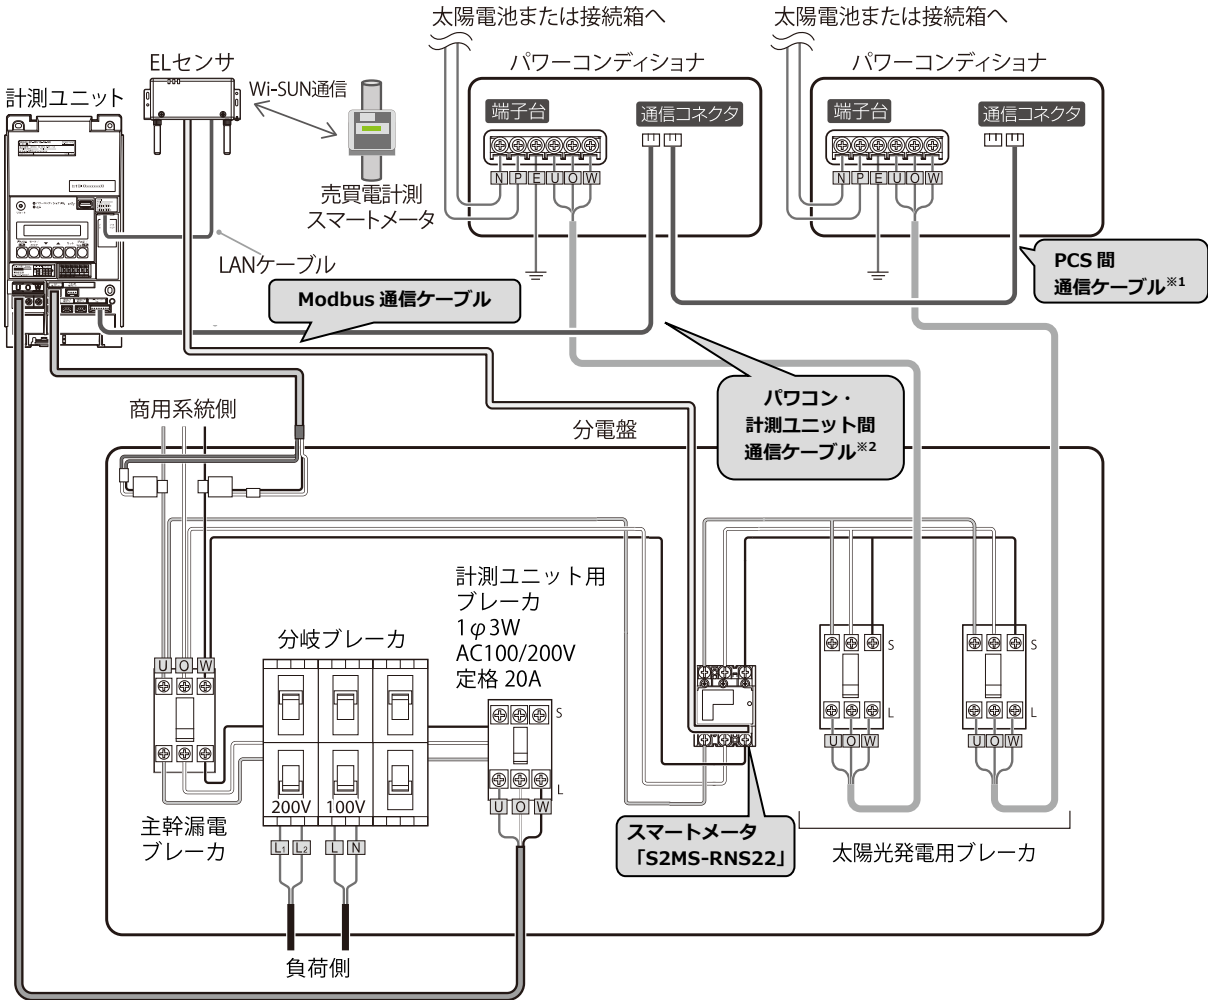 太陽電池または接続箱へ
太陽電池または接続箱へ
ELセンサ
パワーコンディショナ
パワーコンディショナ
Wi-SUN通信
計測ユニット
端子台
通信コネクタ
端子台
通信コネクタ
N P E U O W
N P E U O W
売買電計測
スマートメータ
LANケーブル
PCS 間
通信ケーブル※1
Modbus 通信ケーブル
パワコン・
計測ユニット間
通信ケーブル※2
商用系統側
分電盤
計測ユニット用
ブレーカ
1φ3W
AC100/200V
定格 20A
分岐ブレーカ
U O W
S
S
S
L
L
L
U O W
U O W
200V
100V
U O W
主幹漏電
ブレーカ
L1 L2
L N
スマートメータ
「S2MS-RNS22」
太陽光発電用ブレーカ
負荷側